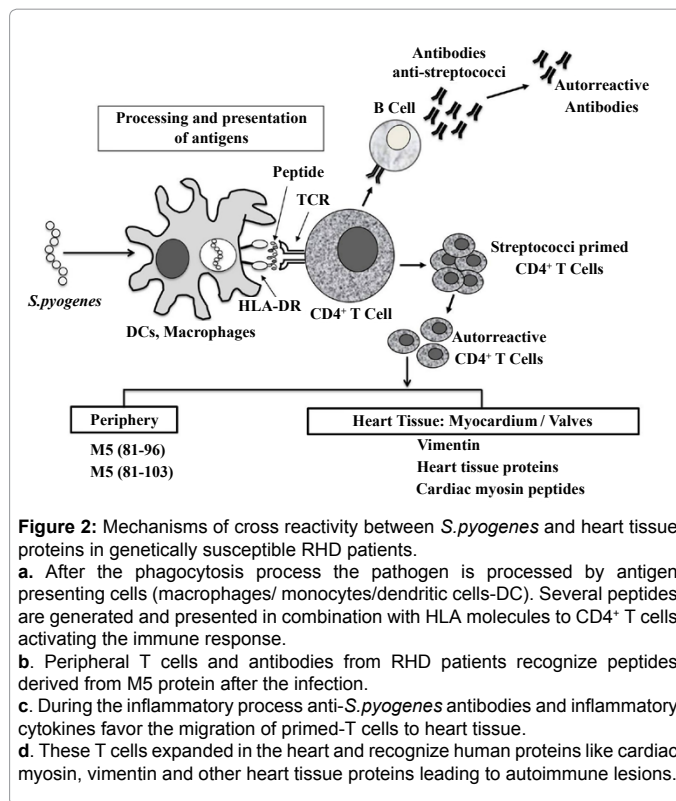 Antibodies
anti-streptococci
Autorreactive
Antibodies
B Cell
Processing and presentation
of antigens
Peptide
TCR
S.pyogenes
HLA-DR
DCs, Macrophages
CD4+ T Cell
Streptococci primed
CD4+ T Cells
Autorreactive
CD4+ T Cells
Periphery
M5 (81-96)
M5 (81-103)
Heart Tissue: Myocardium / Valves
Vimentin
Heart tissue proteins
Cardiac myosin peptides
Figure 2: Mechanisms of cross reactivity between S.pyogenes and heart tissue
proteins in genetically susceptible RHD patients.
a. After the phagocytosis process the pathogen is processed by antigen
presenting cells (macrophages/ monocytes/dendritic cells-DC). Several peptides
are generated and presented in combination with HLA molecules to CD4+ T cells
activating the immune response.
b. Peripheral T cells and antibodies from RHD patients recognize peptides
derived from M5 protein after the infection.
c. During the inflammatory process anti-S.pyogenes antibodies and inflammatory
cytokines favor the migration of primed-T cells to heart tissue.
d. These T cells expanded in the heart and recognize human proteins like cardiac
myosin, vimentin and other heart tissue proteins leading to autoimmune lesions.